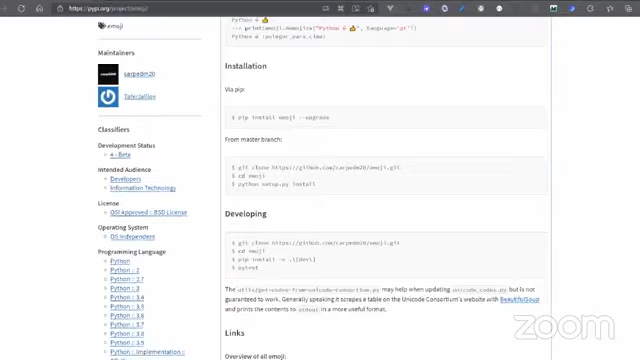 https://pypi.org/project/emoji/
emoji
Maintainers
carpedm20
TahirJalilov
Classifiers
Development Status
4 - Beta
Intended Audience
Developers
Information Technology
License
OSI Approved :: BSD License
Operating System
OS Independent
Programming Language
Python
Python :: 2
Python :: 2.7
Python :: 3
Python :: 3.4
Python :: 3.5
Python :: 3.6
Python :: 3.7
Python :: 3.8
Python :: 3.9
Python :: Implementation ::
Python é 👍
>>> print(emoji.demojize("Python é 👍", language='pt'))
Python é :polegar_para_cima:
Installation
Via pip:
$ pip install emoji --upgrade
From master branch:
$ git clone https://github.com/carpedm20/emoji.git
$ cd emoji
$ python setup.py install
Developing
$ git clone https://github.com/carpedm20/emoji.git
$ cd emoji
$ pip install -e .\[dev\]
$ pytest
The utils/get-codes-from-unicode-consortium.py may help when updating unicode_codes.py but is not
guaranteed to work. Generally speaking it scrapes a table on the Unicode Consortium's website with BeautifulSoup
and prints the contents to stdout in a more useful format.
Links
Overview of all emoji:
zoom